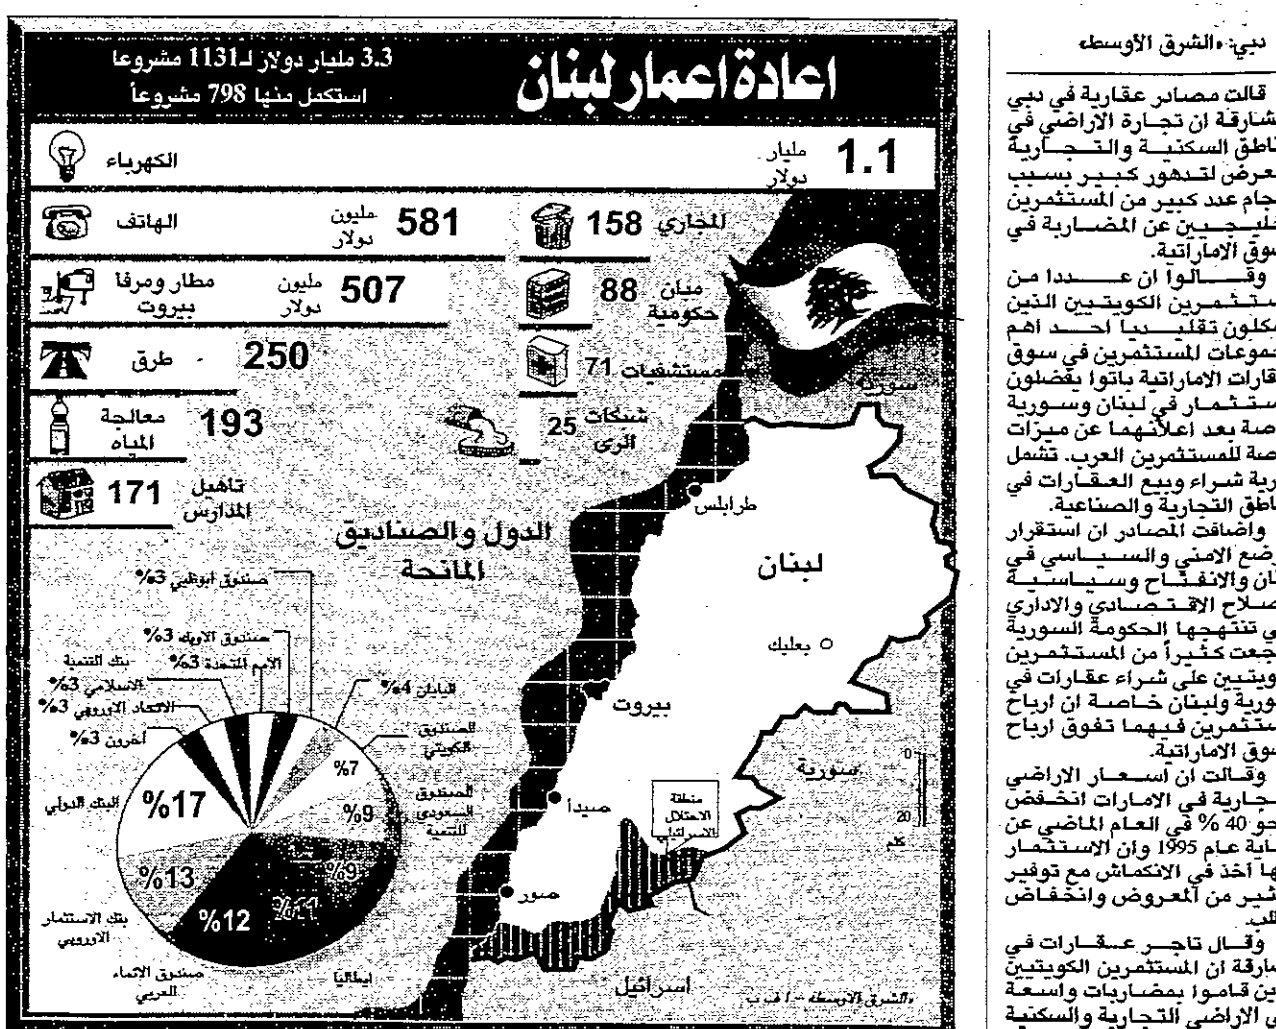 اعادة اعمار لبنان
3.3 مليار دولار لـ1131 مشروعا
استكمل منها 798 مشروعاً
1.1 مليار دولار
الكهرباء
581 مليون دولار
الهاتف
507 مليون دولار
مطار ومرفا بيروت
250
طرق
193
معالجة المياه
171
تاهيل المدارس
المجاري 158
مبان حكومية 88
مستشفيات 71
شبكات الري 25
الدول والصناديق
المانحة
صندوق ابوظبي 3%
صندوق الاوبك 3%
الامم المتحدة 3%
بنك التنمية
الاسلامي 3%
الاتحاد الاوروبي 3%
آخرون 3%
اليابان 4%
الصندوق
الكويتي
%7
الصندوق
السعودي
للتنمية
%9
%9
%11
ايطاليا
%12
صندوق الانماء
العربي
%13
بنك الاستثمار
الاوروبي
%17
البنك الدولي
سورية
طرابلس
لبنان
بعلبك
بيروت
سورية
صيدا
منطقة
الاحتلال
الاسرائيلي
صور
اسرائيل
0
20
كلم
«الشرق الاوسط» - ا ف ب
دبي: «الشرق الأوسط»
قالت مصادر عقارية في دبي
ان تجارة الاراضي في
السكنية والتجارية
لتدهور كبير بسبب
عدد كبير من المستثمرين
عن المضاربة في
الاماراتية.
وقالوا ان عددا من
الكويتيين الذين
تقليديا احد اهم
المستثمرين في سوق
الاماراتية باتوا يفضلون
في لبنان وسورية
بعد اعلانهما عن ميزات
للمستثمرين العرب. تشمل
شراء وبيع العقارات في
التجارية والصناعية.
واضافت المصادر ان استقرار
الامني والسياسي في
والانفتاح وسياسية
الاقتصادي والاداري
تنتهجها الحكومة السورية
كثيراً من المستثمرين
على شراء عقارات في
ولبنان خاصة ان ارباح
فيهما تفوق ارباح
الاماراتية.
وقالت ان اسعار الاراضي
في الامارات انخفض
40 % في العام الماضي عن
عام 1995 وان الاستثمار
آخذ في الانكماش مع توفير
من المعروض وانخفاض
وقال تاجر عقارات في
ان المستثمرين الكويتيين
قاموا بمضاربات واسعة
الاراضي التجارية والسكنية